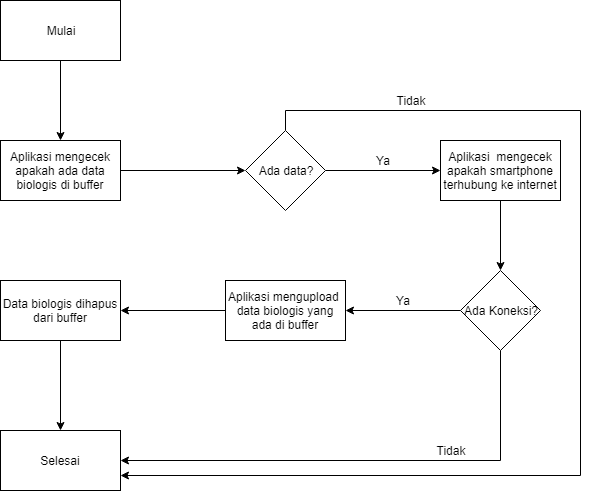 Mulai
Tidak
Aplikasi mengecek
apakah ada data
biologis di buffer
Ada data?
Ya
Aplikasi  mengecek
apakah smartphone
terhubung ke internet
Data biologis dihapus
dari buffer
Aplikasi mengupload
data biologis yang
ada di buffer
Ya
Ada Koneksi?
Selesai
Tidak